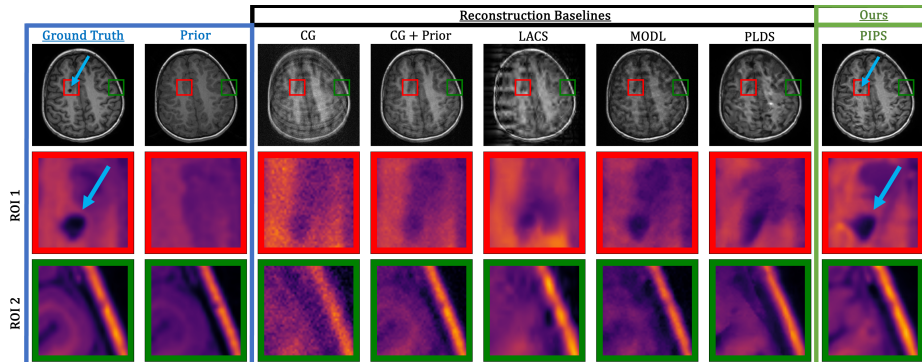 Reconstruction Baselines
Ours
Ground Truth
Prior
CG
CG + Prior
LACS
MODL
PLDS
PIPS
ROI 1
ROI 2